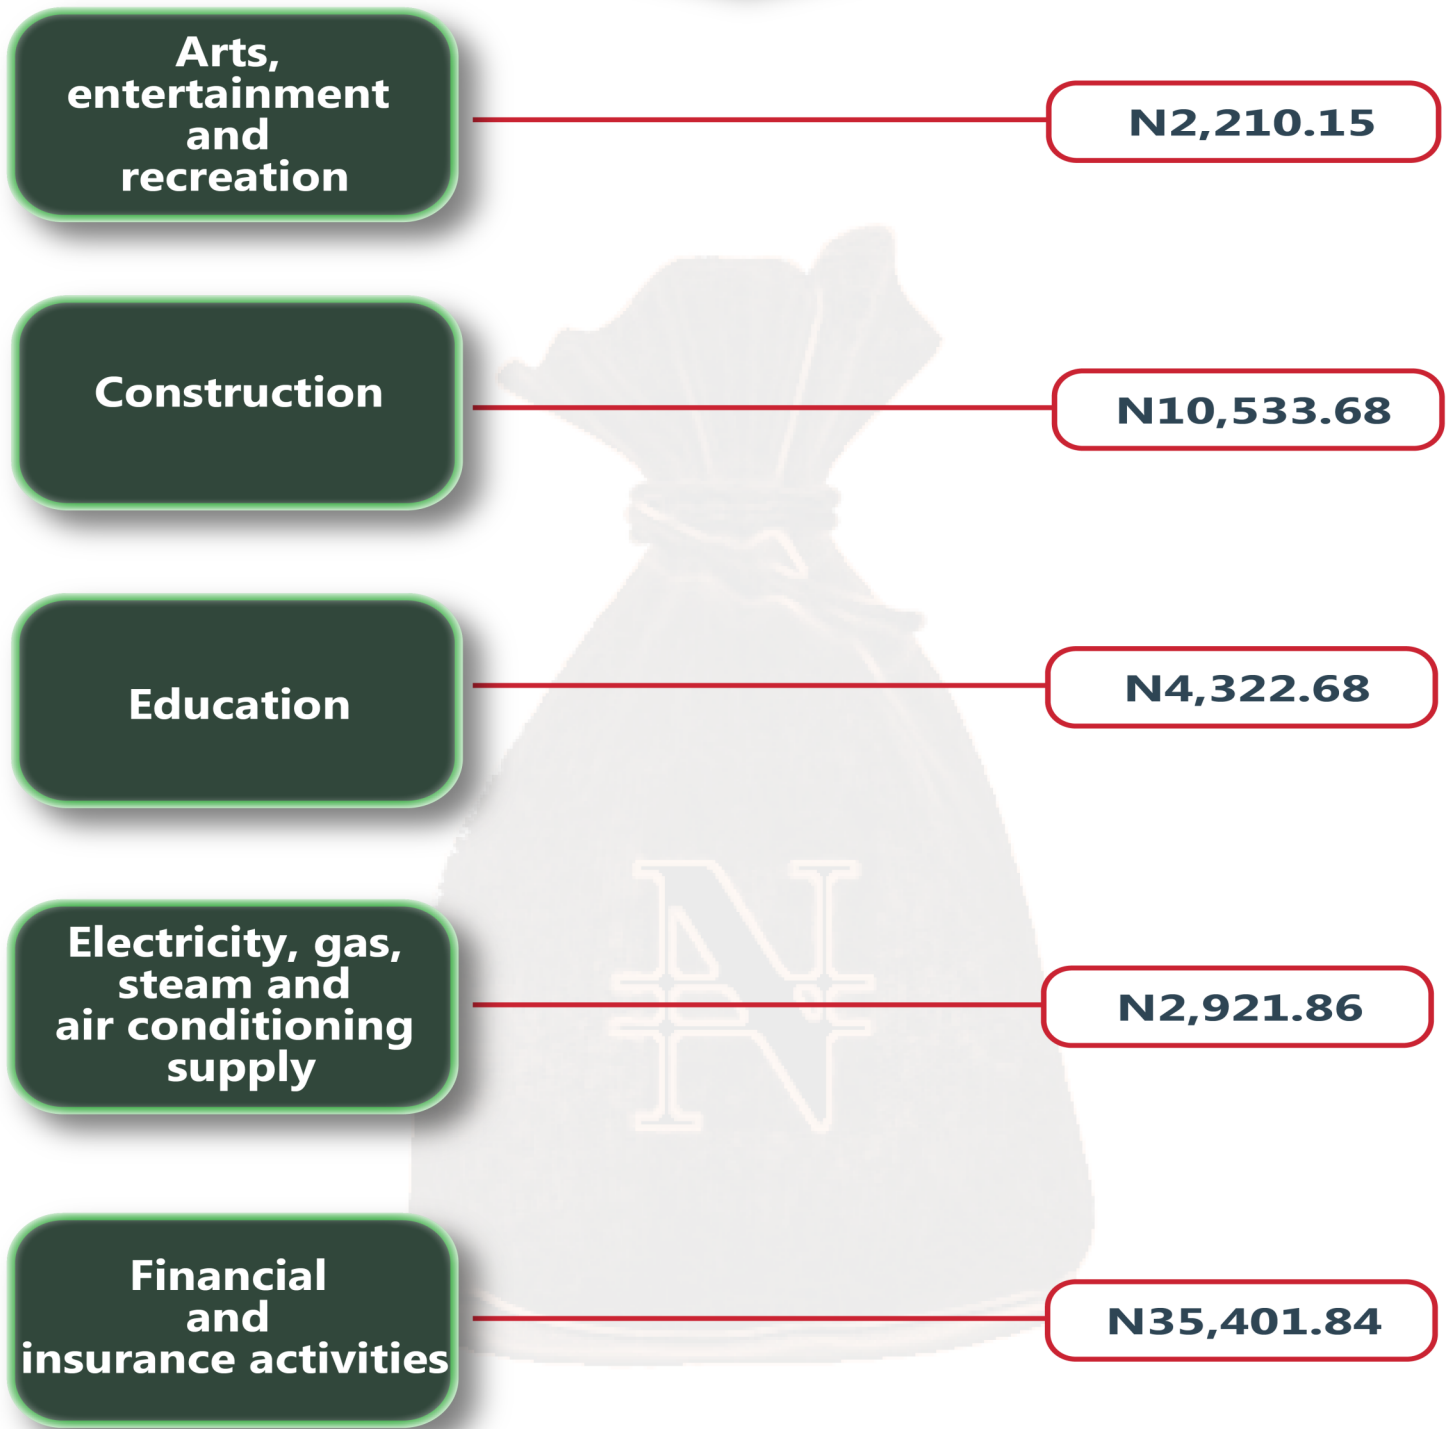 Arts,
entertainment
and
recreation
N2,210.15
Construction
N10,533.68
Education
N4,322.68
Electricity, gas,
steam and
air conditioning
supply
N2,921.86
Financial
and
insurance activities
N35,401.84
₦